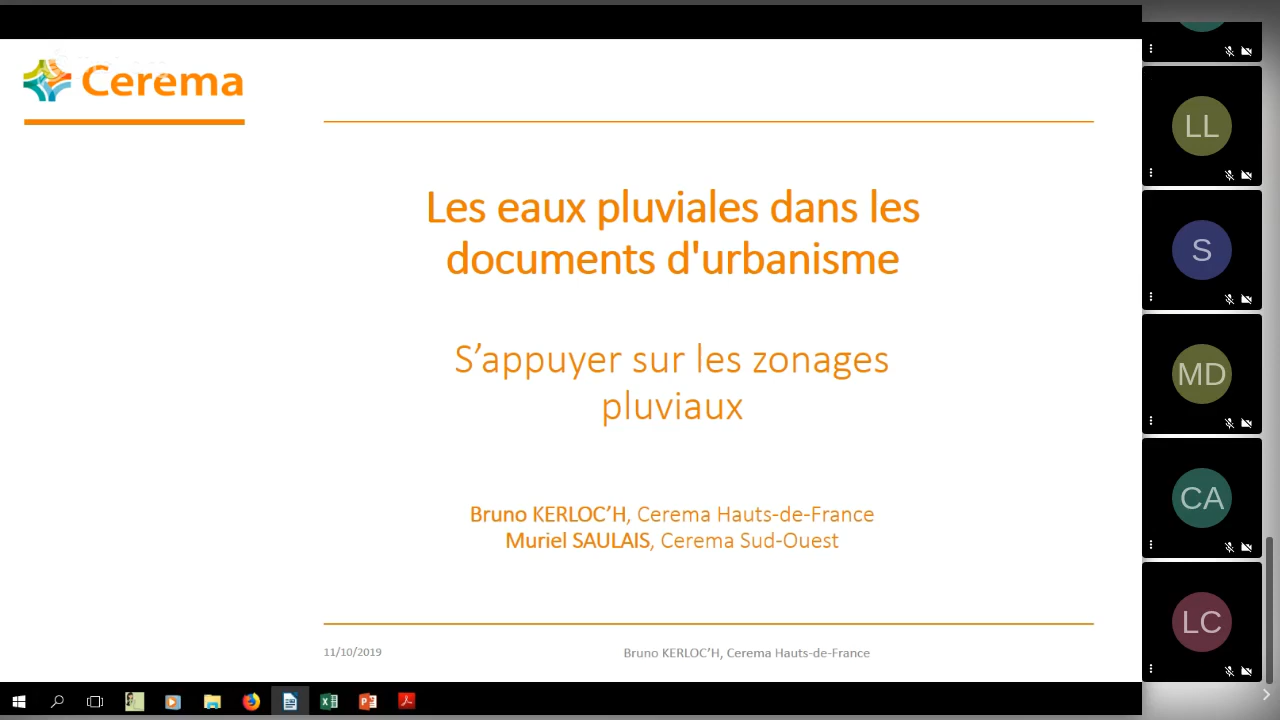 Cerema
Les eaux pluviales dans les
documents d'urbanisme
S'appuyer sur les zonages
pluviaux
Bruno KERLOC'H, Cerema Hauts-de-France
Muriel SAULAIS, Cerema Sud-Ouest
11/10/2019
Bruno KERLOC'H, Cerema Hauts-de-France
LL
S
MD
CA
LC